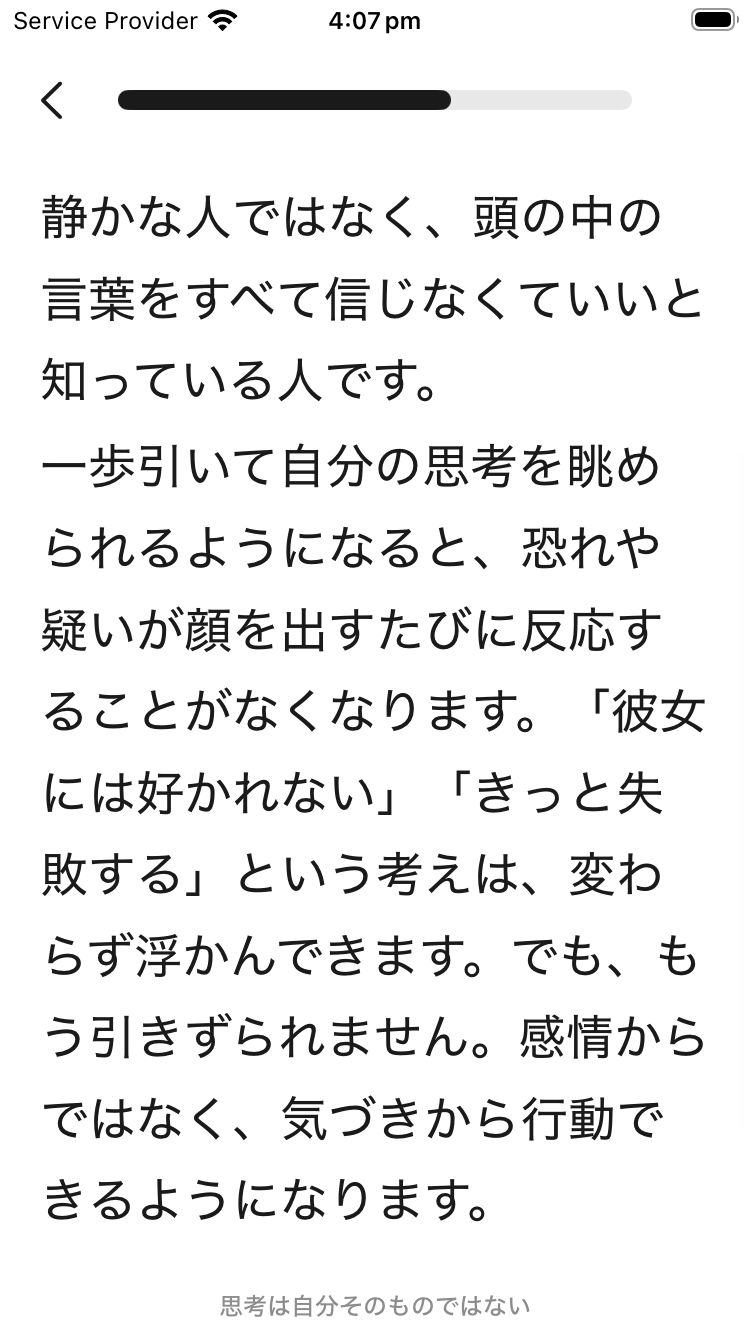 Service Provider 4:07 pm
静かな人ではなく、頭の中の
言葉をすべて信じなくていいと
知っている人です。
一歩引いて自分の思考を眺め
られるようになると、恐れや
疑いが顔を出すたびに反応す
ることがなくなります。「彼女
には好かれない」「きっと失
敗する」という考えは、変わ
らず浮かんできます。でも、も
う引きずられません。感情から
ではなく、気づきから行動で
きるようになります。
思考は自分そのものではない